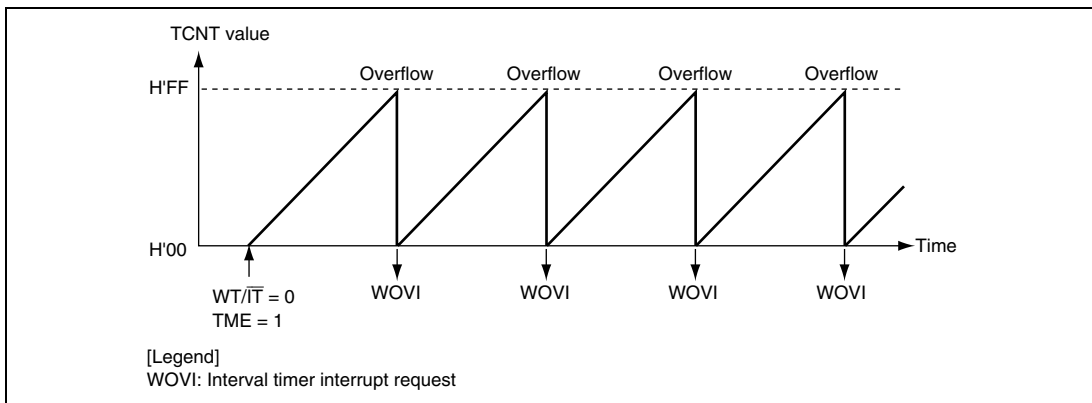 TCNT value
Overflow Overflow Overflow Overflow
H'FF
H'00
Time
WOVI WOVI WOVI WOVI
WT/I̅T̅ = 0
TME = 1
[Legend]
WOVI: Interval timer interrupt request